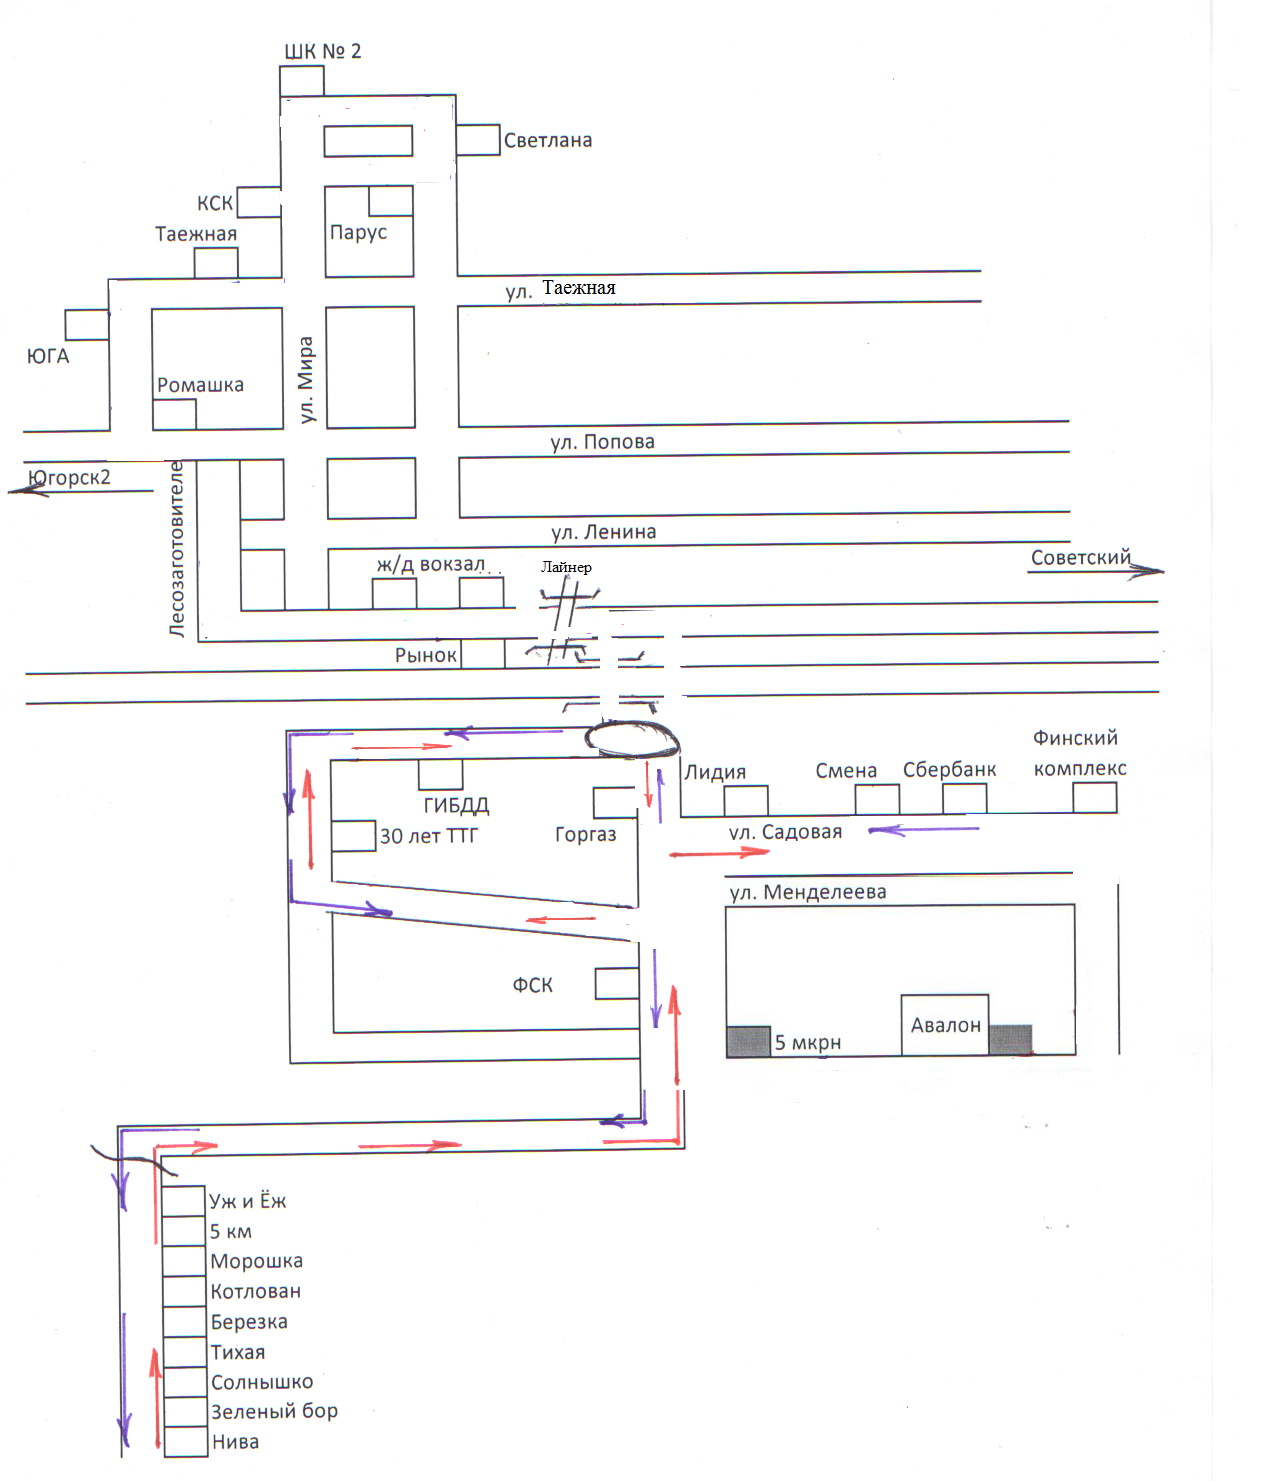 ШК № 2
Светлана
КСК
Таежная
Парус
ул. Таежная
ЮГА
ул. Мира
Ромашка
ул. Попова
Югорск2
Лесозаготовителе
ул. Ленина
ж/д вокзал
Лайнер
Советский
Рынок
Финский
комплекс
Лидия
Смена
Сбербанк
ГИБДД
30 лет ТТГ
Горгаз
ул. Садовая
ул. Менделеева
ФСК
5 мкрн
Авалон
Уж и Ёж
5 км
Морошка
Котлован
Березка
Тихая
Солнышко
Зеленый бор
Нива